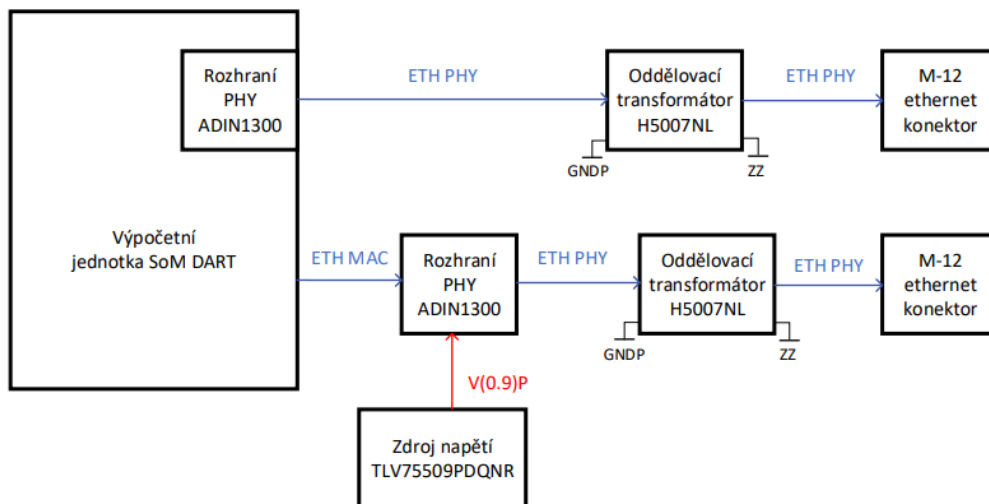 Rozhraní
PHY
ADIN1300
ETH PHY
Oddělovací
transformátor
H5007NL
ETH PHY
M-12
ethernet
konektor
GNDP
ZZ
Výpočetní
jednotka SoM DART
ETH MAC
Rozhraní
PHY
ADIN1300
ETH PHY
Oddělovací
transformátor
H5007NL
ETH PHY
M-12
ethernet
konektor
GNDP
ZZ
V(0.9)P
Zdroj napětí
TLV75509PDQNR